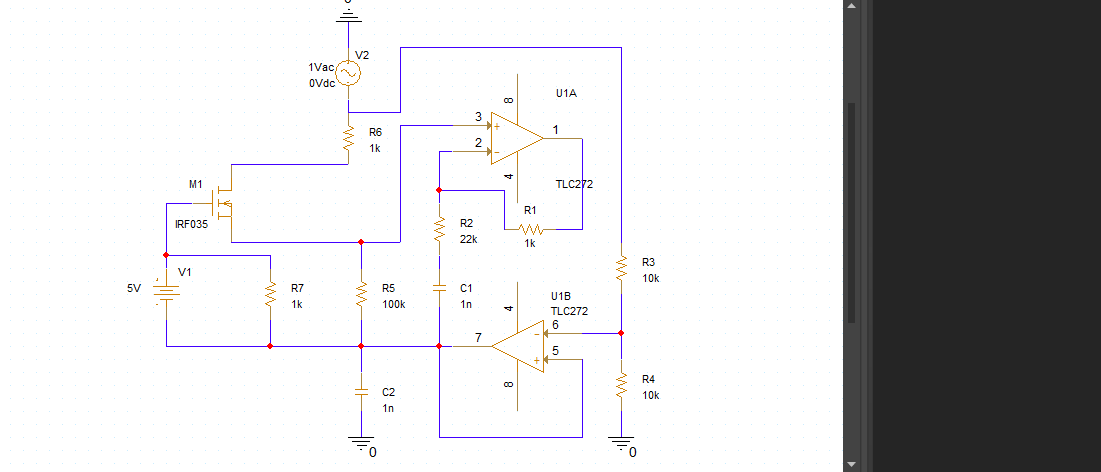 0
V2
1Vac
0Vdc
R6
1k
U1A
8
3
+
1
2
-
4
TLC272
M1
IRF035
R1
1k
R2
22k
V1
5V
R7
1k
R5
100k
C1
1n
R3
10k
U1B
TLC272
4
6
-
7
5
+
8
R4
10k
C2
1n
0
0